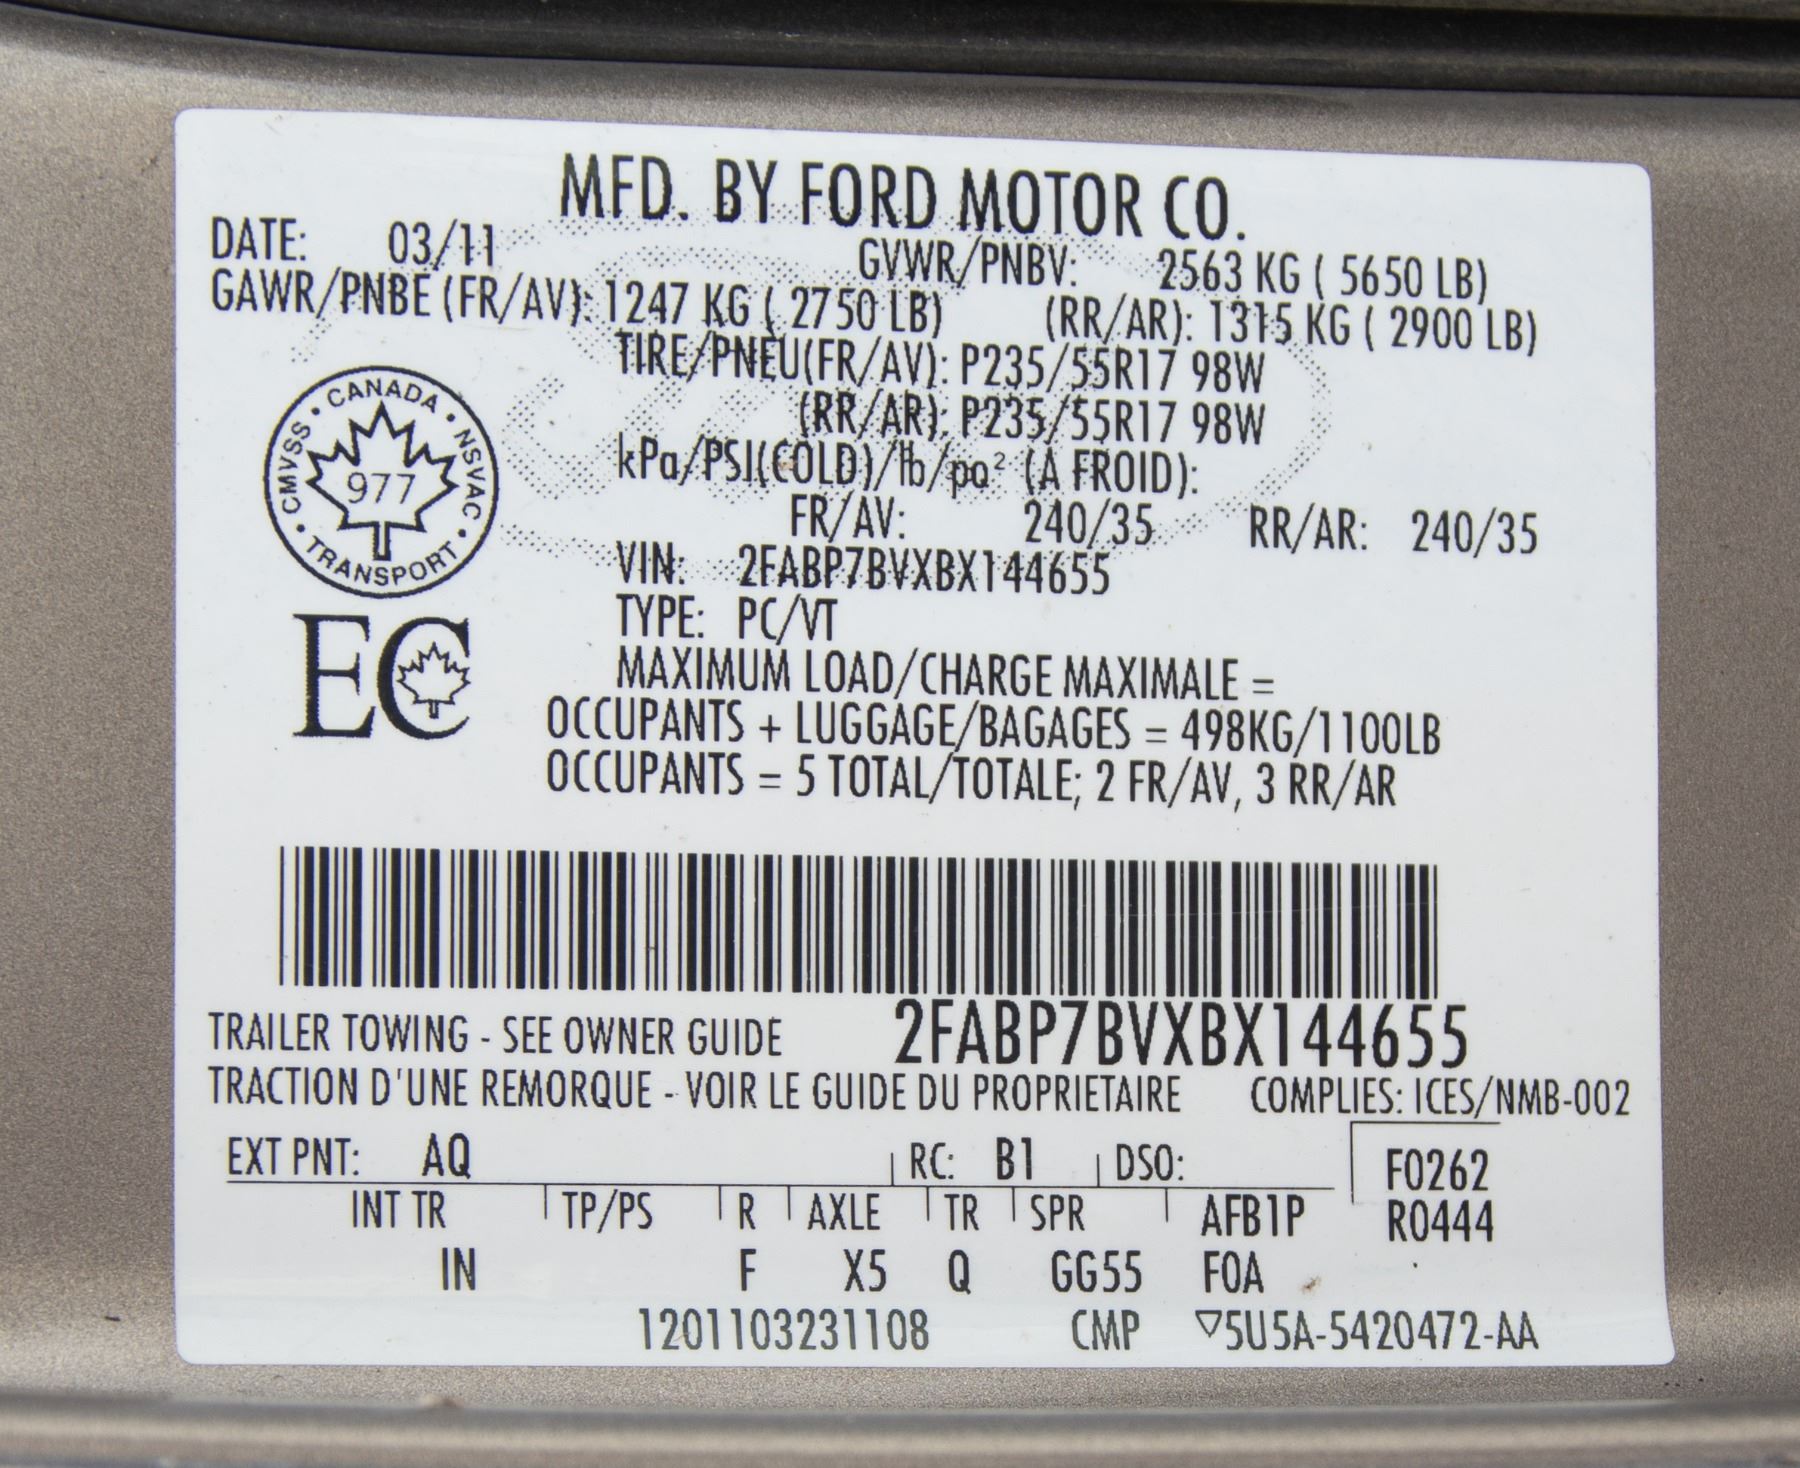 MFD. BY FORD MOTOR CO.
DATE: 03/11 GVWR/PNBV: 2563 KG ( 5650 LB)
GAWR/PNBE (FR/AV): 1247 KG ( 2750 LB) (RR/AR): 1315 KG ( 2900 LB)
TIRE/PNEU(FR/AV): P235/55R17 98W
(RR/AR): P235/55R17 98W
kPa/PSI(COLD)/lb/po² (A FROID):
FR/AV: 240/35 RR/AR: 240/35
VIN: 2FABP7BVXBX144655
TYPE: PC/VT
MAXIMUM LOAD/CHARGE MAXIMALE =
OCCUPANTS + LUGGAGE/BAGAGES = 498KG/1100LB
OCCUPANTS = 5 TOTAL/TOTALE; 2 FR/AV, 3 RR/AR
CANADA • NSVAC • TRANSPORT • CMVSS •
977
EC
2FABP7BVXBX144655
TRAILER TOWING - SEE OWNER GUIDE
TRACTION D'UNE REMORQUE - VOIR LE GUIDE DU PROPRIETAIRE COMPLIES: ICES/NMB-002
EXT PNT: AQ RC: B1 DSO: F0262
INT TR TP/PS R AXLE TR SPR AFB1P R0444
IN F X5 Q GG55 FOA
1201103231108 CMP ▽5U5A-5420472-AA